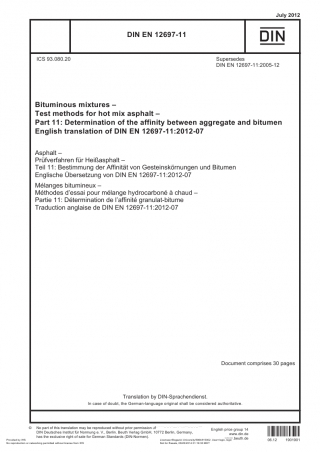 July 2012
DIN EN 12697-11
DIN
ICS 93.080.20
Supersedes
DIN EN 12697-11:2005-12
Bituminous mixtures –
Test methods for hot mix asphalt –
Part 11: Determination of the affinity between aggregate and bitumen
English translation of DIN EN 12697-11:2012-07
Asphalt –
Prüfverfahren für Heißasphalt –
Teil 11: Bestimmung der Affinität von Gesteinskörnungen und Bitumen
Englische Übersetzung von DIN EN 12697-11:2012-07
Mélanges bitumineux –
Méthodes d'essai pour mélange hydrocarboné à chaud –
Partie 11: Détermination de l'affinité granulat-bitume
Traduction anglaise de DIN EN 12697-11:2012-07
Document comprises 30 pages
Translation by DIN-Sprachendienst.
In case of doubt, the German-language original shall be considered authoritative.
© No part of this translation may be reproduced without prior permission of
DIN Deutsches Institut für Normung e. V., Berlin. Beuth Verlag GmbH, 10772 Berlin, Germany,
has the exclusive right of sale for German Standards (DIN-Normen).
English price group 14
www.din.de
www.beuth.de